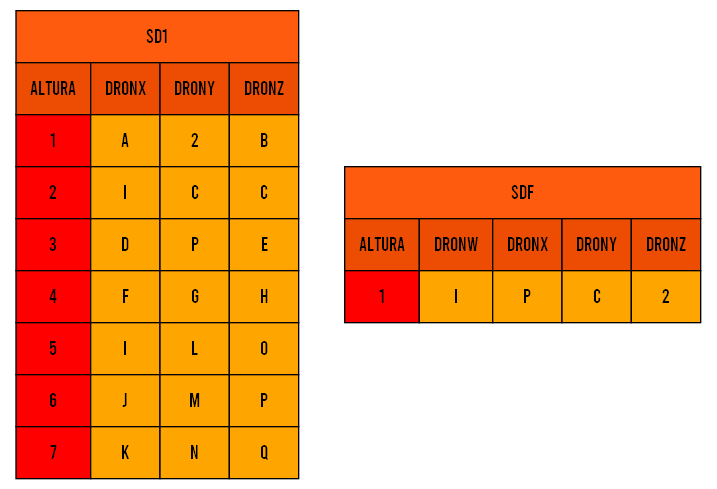 SD1
ALTURA DRONX DRONY DRONZ
1 A 2 B
2 I C C
3 D P E
4 F G H
5 I L O
6 J M P
7 K N Q
SDF
ALTURA DRONW DRONX DRONY DRONZ
1 I P C 2